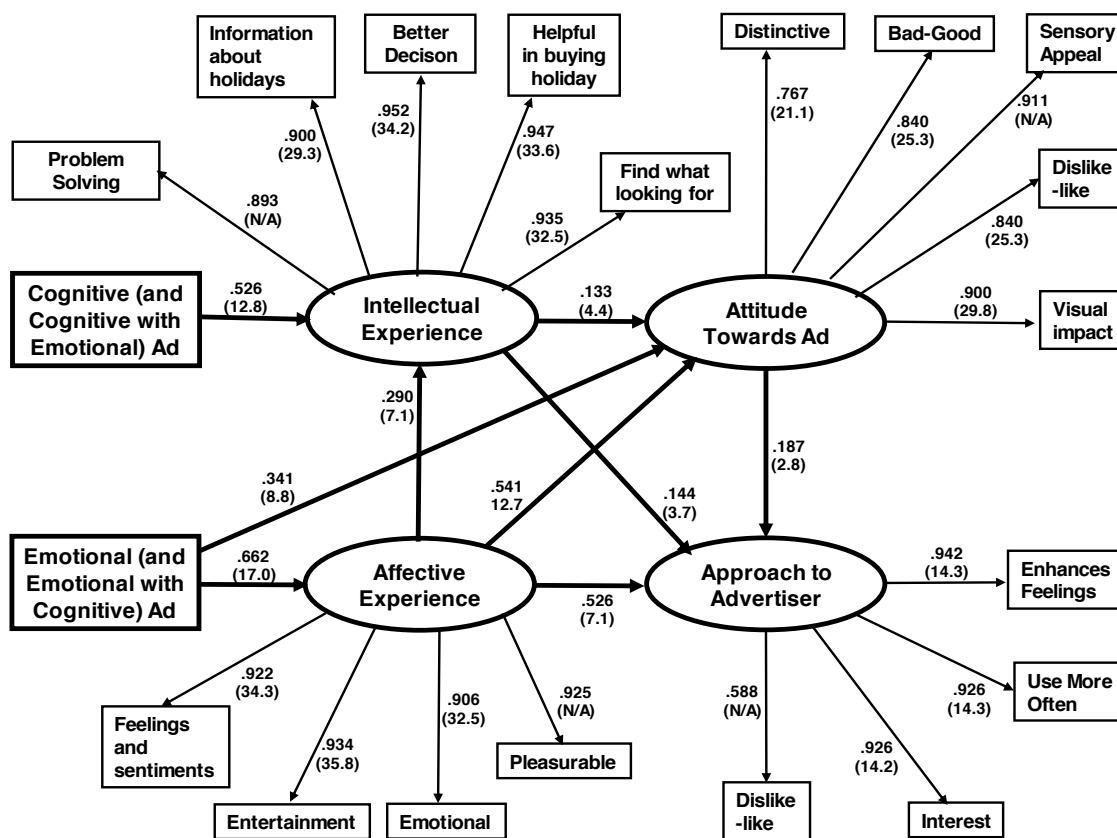 Information
about
holidays
Better
Decison
Helpful
in buying
holiday
Distinctive
Bad-Good
Sensory
Appeal
.900
(29.3)
.952
(34.2)
.947
(33.6)
.767
(21.1)
.840
(25.3)
.911
(N/A)
Problem
Solving
.893
(N/A)
Find what
looking for
.935
(32.5)
Dislike
-like
.840
(25.3)
Cognitive (and
Cognitive with
Emotional) Ad
.526
(12.8)
Intellectual
Experience
.133
(4.4)
Attitude
Towards Ad
.900
(29.8)
Visual
impact
.290
(7.1)
.341
(8.8)
.541
12.7
.144
(3.7)
.187
(2.8)
Emotional (and
Emotional with
Cognitive) Ad
.662
(17.0)
Affective
Experience
.526
(7.1)
Approach to
Advertiser
.942
(14.3)
Enhances
Feelings
.922
(34.3)
.934
(35.8)
.906
(32.5)
.925
(N/A)
.588
(N/A)
.926
(14.2)
.926
(14.3)
Use More
Often
Feelings
and
sentiments
Entertainment
Emotional
Pleasurable
Dislike
-like
Interest